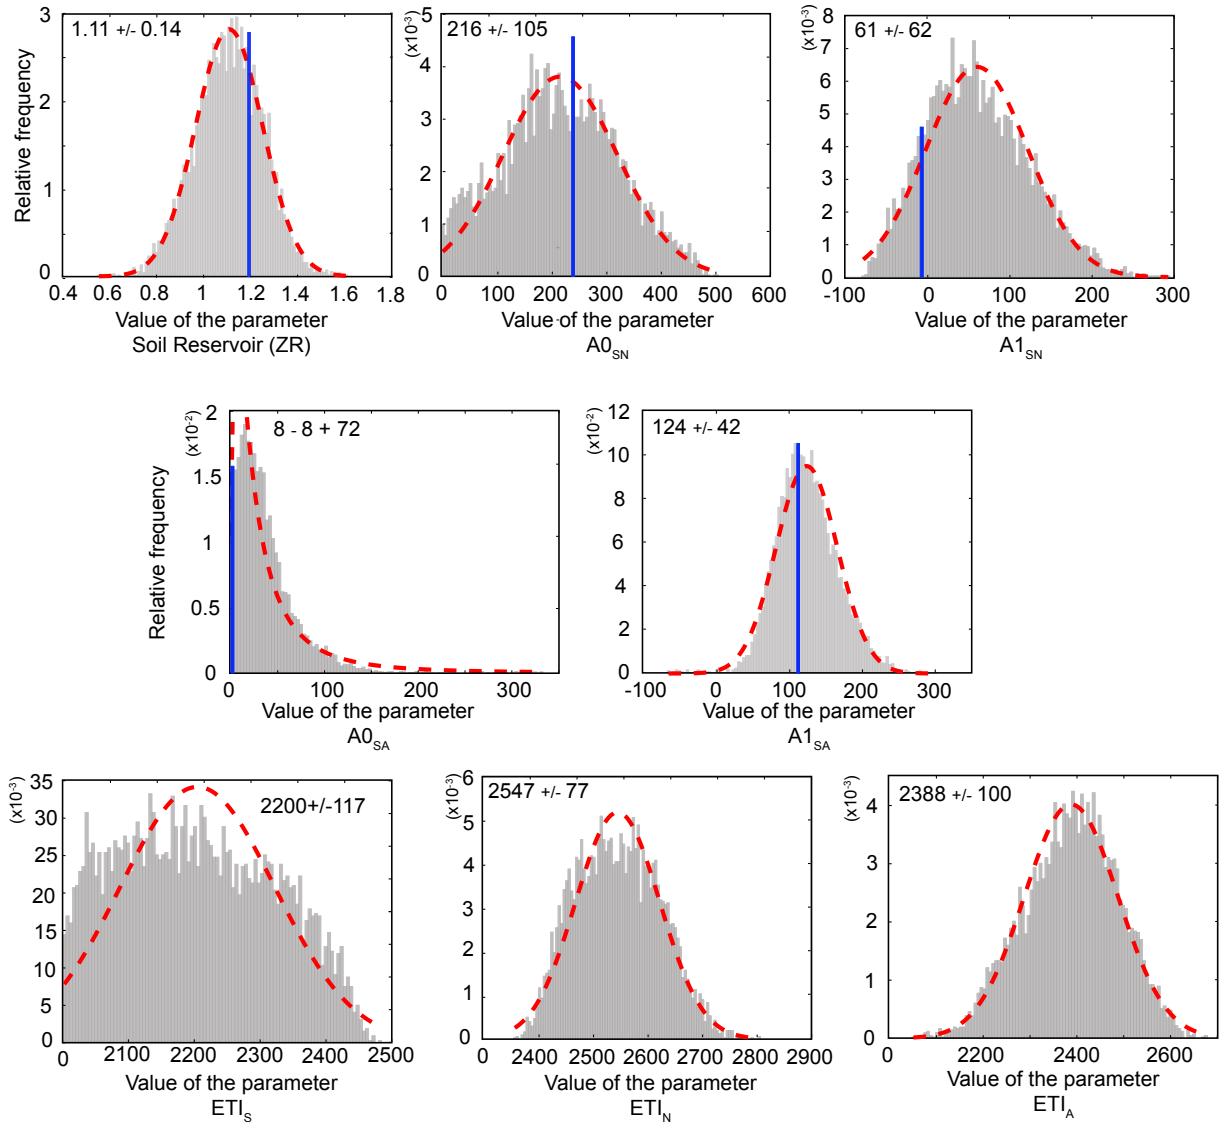 1.11 +/- 0.14
Relative frequency
3
2
1
0
0.4 0.6 0.8 1 1.2 1.4 1.6 1.8
Value of the parameter
Soil Reservoir (ZR)
(x10-3)
216 +/- 105
5
4
3
2
1
0
0 100 200 300 400 500 600
Value of the parameter
A0SN
(x10-3)
61 +/- 62
8
7
6
5
4
3
2
1
0
-100 0 100 200 300
Value of the parameter
A1SN
(x10-2)
8 - 8 + 72
Relative frequency
2
1.5
1
0.5
0
0 100 200 300
Value of the parameter
A0SA
(x10-2)
124 +/- 42
12
10
8
6
4
2
0
-100 0 100 200 300
Value of the parameter
A1SA
(x10-3)
2200+/-117
35
30
25
20
15
10
5
0
0 2100 2200 2300 2400 2500
Value of the parameter
ETIS
(x10-3)
2547 +/- 77
6
5
4
3
2
1
0
0 2400 2500 2600 2700 2800 2900
Value of the parameter
ETIN
(x10-3)
2388 +/- 100
4
3
2
1
0
0 2200 2400 2600
Value of the parameter
ETIA